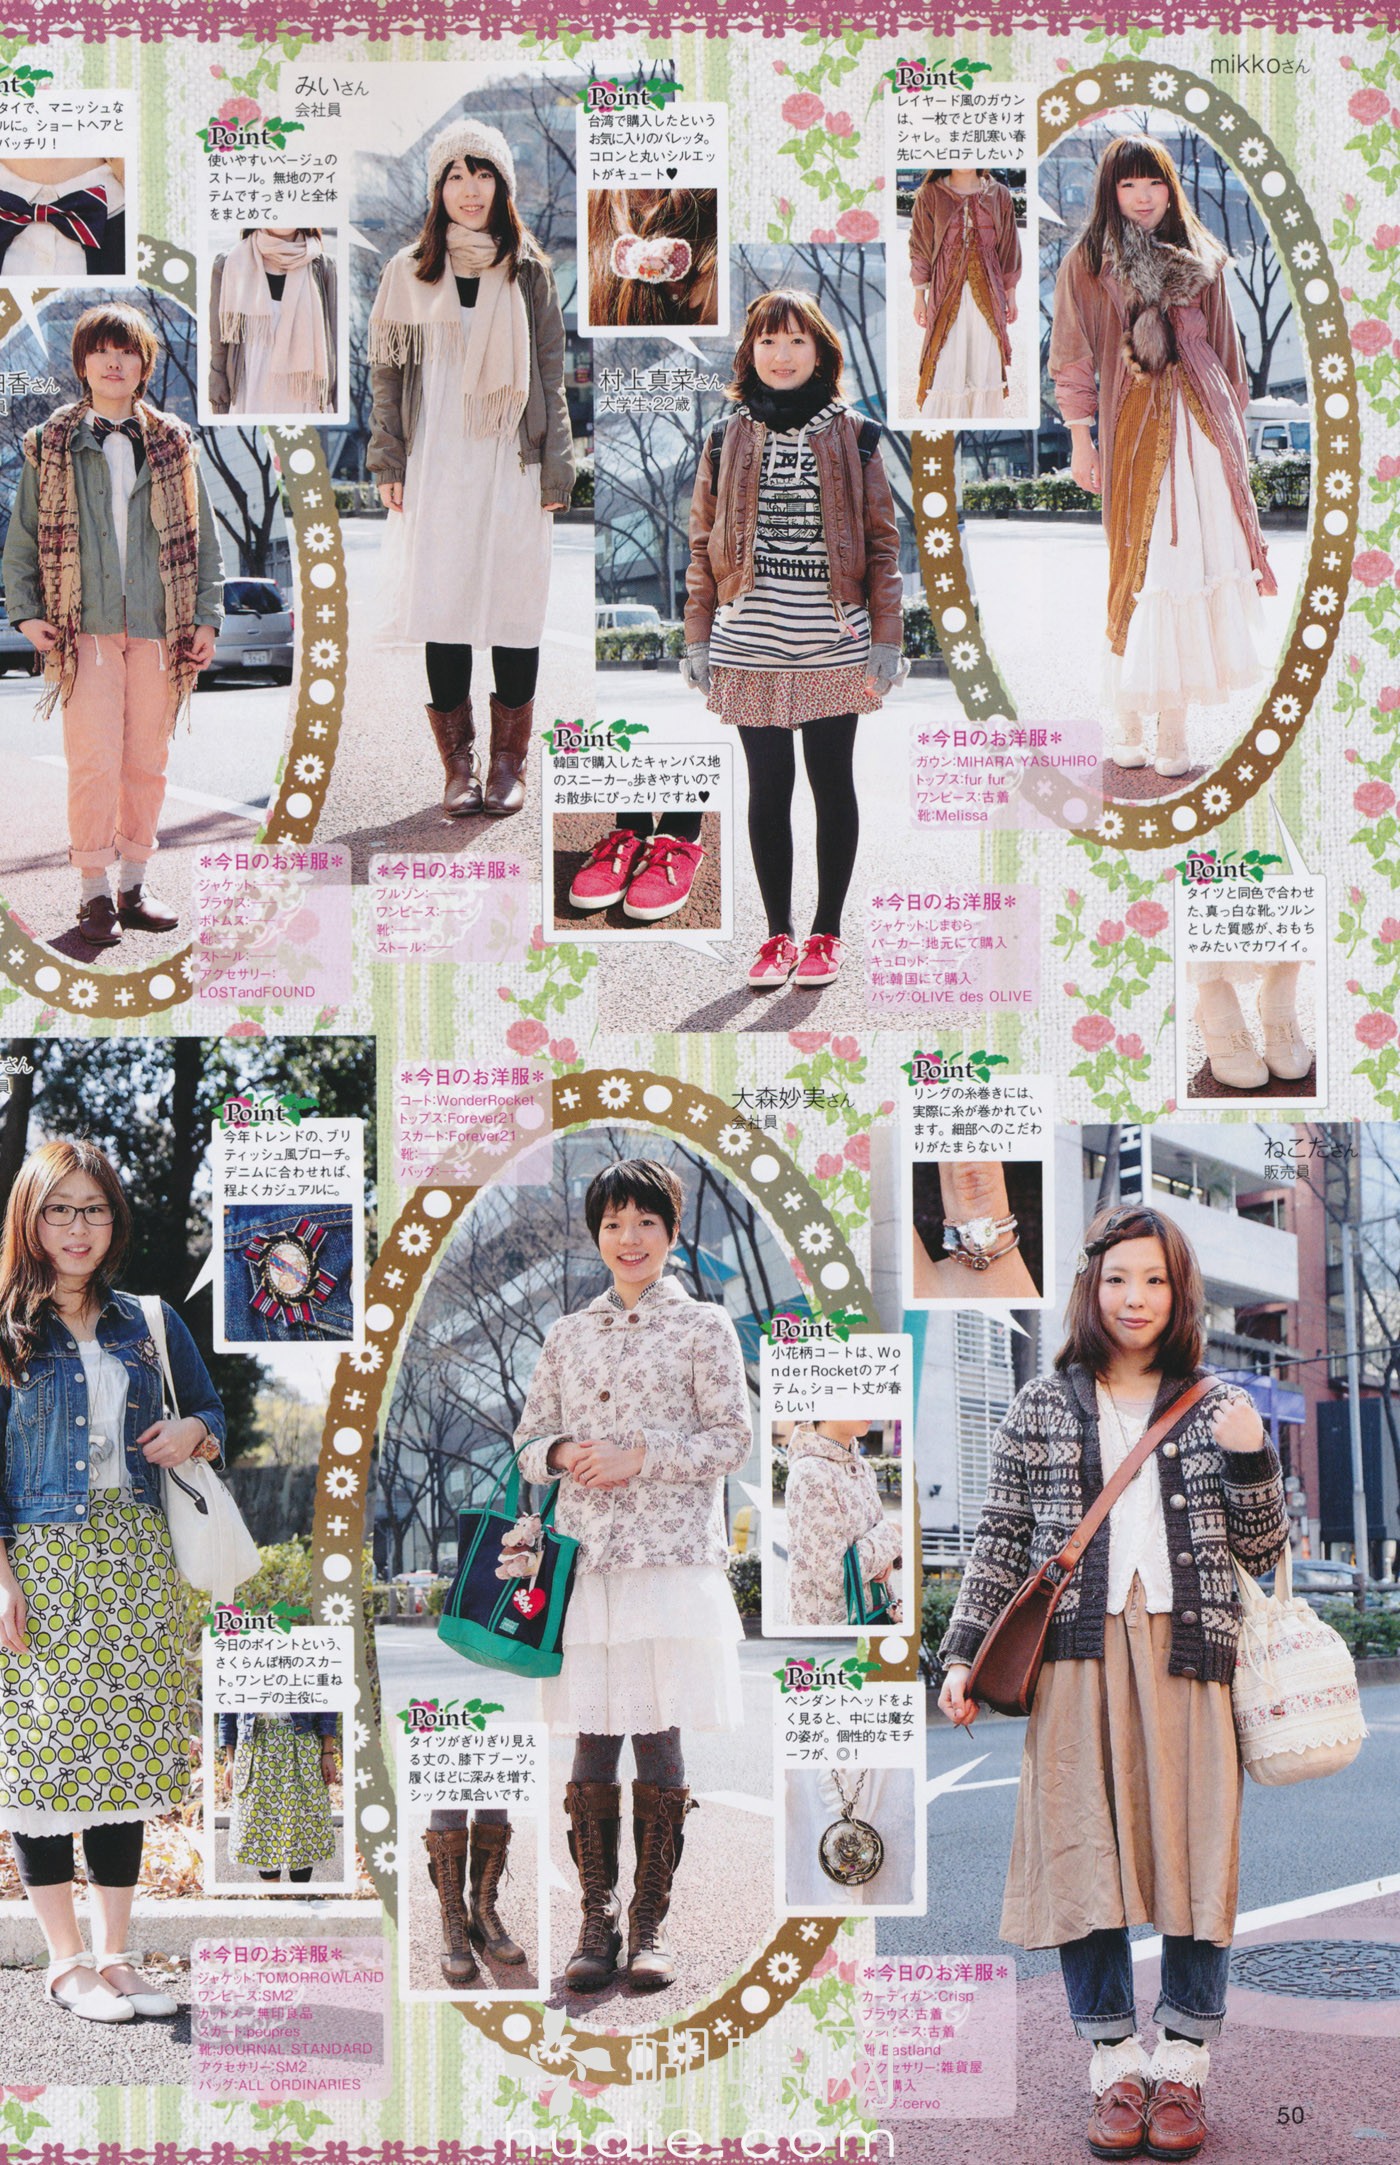 Point
タイで、マニッシュな
ルに。ショートヘアと
バッチリ!
香さん
員
*今日のお洋服*
ジャケット:——
ブラウス:——
ボトムス:——
靴:——
ストール:——
アクセサリー:
LOSTandFOUND
みいさん
会社員
Point
使いやすいベージュの
ストール。無地のアイ
テムですっきりと全体
をまとめて。
*今日のお洋服*
ブルゾン:——
ワンピース:——
靴:——
ストール:——
Point
台湾で購入したという
お気に入りのバレッタ。
コロンと丸いシルエッ
トがキュート♥
村上真菜さん
大学生・22歳
VIRGINIA
Point
韓国で購入したキャンバス地
のスニーカー。歩きやすいので
お散歩にぴったりですね♥
*今日のお洋服*
ジャケット:しまむら
パーカー:地元にて購入
キュロット:——
靴:韓国にて購入
バッグ:OLIVE des OLIVE
mikkoさん
Point
レイヤード風のガウン
は、一枚でとびきりオ
シャレ。まだ肌寒い春
先にヘビロテしたい♪
*今日のお洋服*
ガウン:MIHARA YASUHIRO
トップス:fur fur
ワンピース:古着
靴:Melissa
Point
タイツと同色で合わせ
た、真っ白な靴。ツルン
とした質感が、おもち
ゃみたいでカワイイ。
さん
員
Point
今年トレンドの、ブリ
ティッシュ風ブローチ。
デニムに合わせれば、
程よくカジュアルに。
Point
今日のポイントという、
さくらんぼ柄のスカー
ト。ワンピの上に重ね
て、コーデの主役に。
*今日のお洋服*
ジャケット:TOMORROWLAND
ワンピース:SM2
カットソー:無印良品
スカート:peupres
靴:JOURNAL STANDARD
アクセサリー:SM2
バッグ:ALL ORDINARIES
*今日のお洋服*
コート:WonderRocket
トップス:Forever21
スカート:Forever21
靴:——
バッグ:——
大森妙実さん
会社員
Point
小花柄コートは、Wo
nderRocketのアイ
テム。ショート丈が春
らしい!
Point
タイツがぎりぎり見え
る丈の、膝下ブーツ。
履くほどに深みを増す、
シックな風合いです。
Point
リングの糸巻きには、
実際に糸が巻かれてい
ます。細部へのこだわ
りがたまらない!
ねこたさん
販売員
Point
ペンダントヘッドをよ
く見ると、中には魔女
の姿が。個性的なモチ
ーフが、◎!
*今日のお洋服*
カーディガン:Crisp
ブラウス:古着
ワンピース:古着
靴:Eastland
アクセサリー:雑貨屋
にて購入
バッグ:cervo
50
蝴蝶网
hudie.com